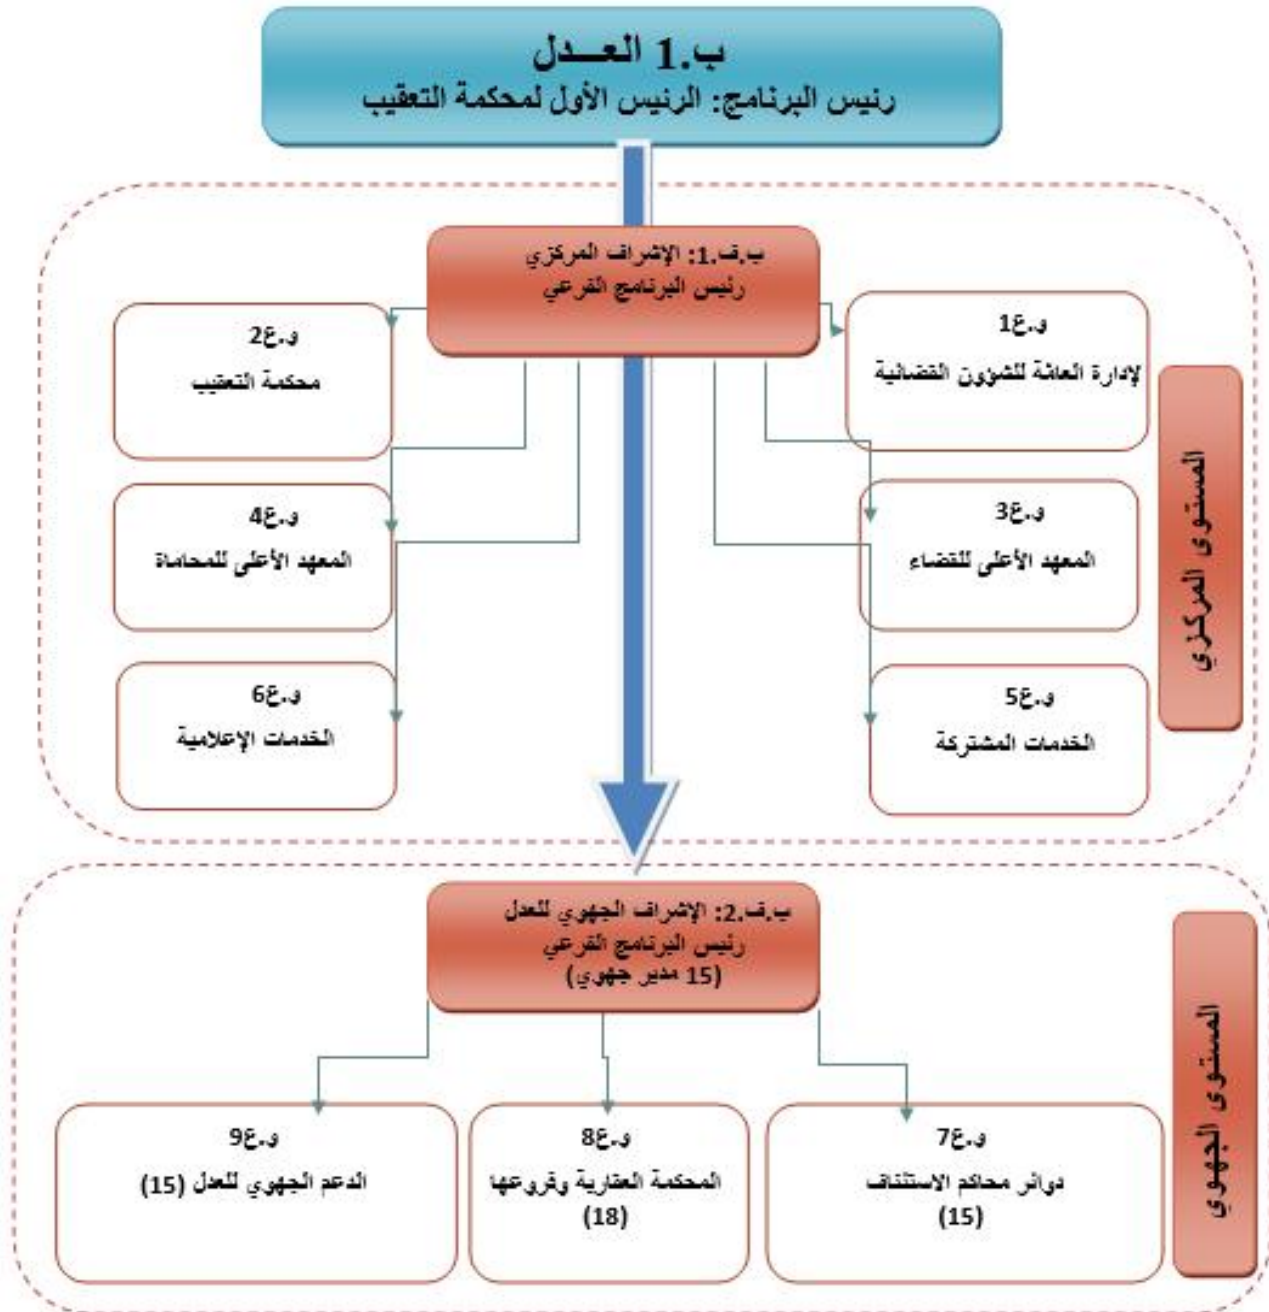 ب.1 العـــدل
رئيس البرنامج: الرئيس الأول لمحكمة التعقيب
ب.ف.1: الإشراف المركزي
رئيس البرنامج الفرعي
و.ع1
لإدارة العامّة للشؤون القضائية
و.ع2
محكمة التعقيب
و.ع3
المعهد الأعلى للقضاء
و.ع4
المعهد الأعلى للمحاماة
و.ع5
الخدمات المشتركة
و.ع6
الخدمات الإعلامية
المستوى المركزي
ب.ف.2: الإشراف الجهوي للعدل
رئيس البرنامج الفرعي
(15 مدير جهوي)
و.ع7
دوائر محاكم الاستئناف
(15)
و.ع8
المحكمة العقارية وفروعها
(18)
و.ع9
الدعم الجهوي للعدل (15)
المستوى الجهوي